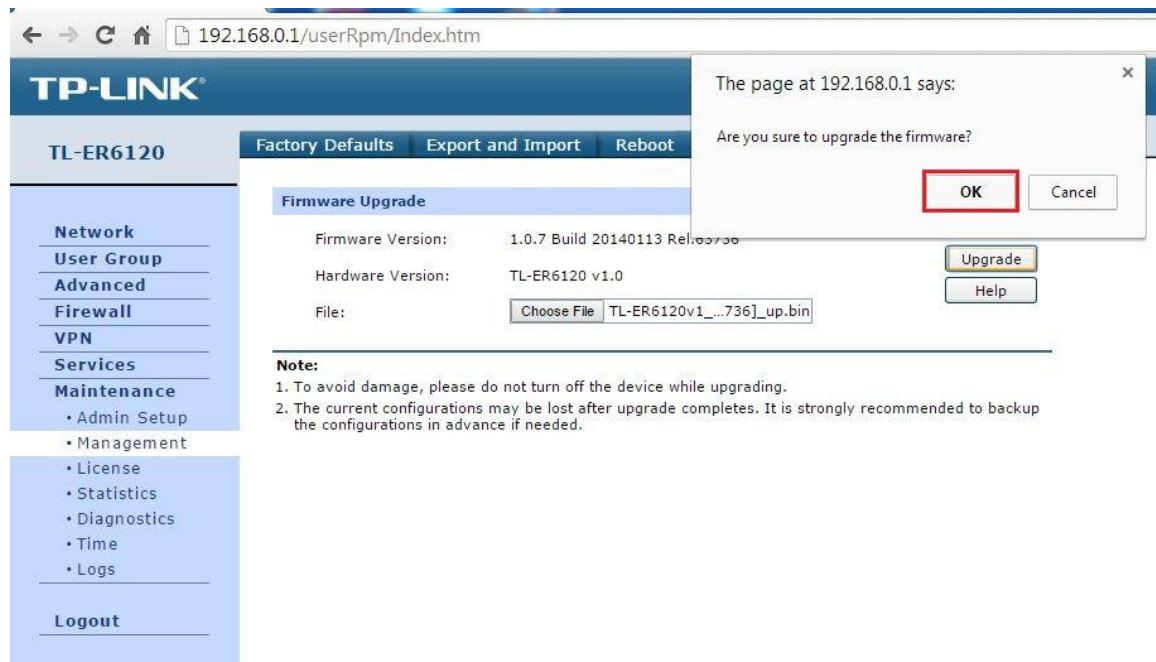 192.168.0.1/userRpm/Index.htm
TP-LINK®
The page at 192.168.0.1 says:
×
Are you sure to upgrade the firmware?
OK Cancel
TL-ER6120
Factory Defaults Export and Import Reboot
Firmware Upgrade
Firmware Version: 1.0.7 Build 20140113 Rel.63736
Hardware Version: TL-ER6120 v1.0
File: Choose File TL-ER6120v1_...736]_up.bin
Upgrade
Help
Note:
1. To avoid damage, please do not turn off the device while upgrading.
2. The current configurations may be lost after upgrade completes. It is strongly recommended to backup
the configurations in advance if needed.
Network
User Group
Advanced
Firewall
VPN
Services
Maintenance
• Admin Setup
• Management
• License
• Statistics
• Diagnostics
• Time
• Logs
Logout